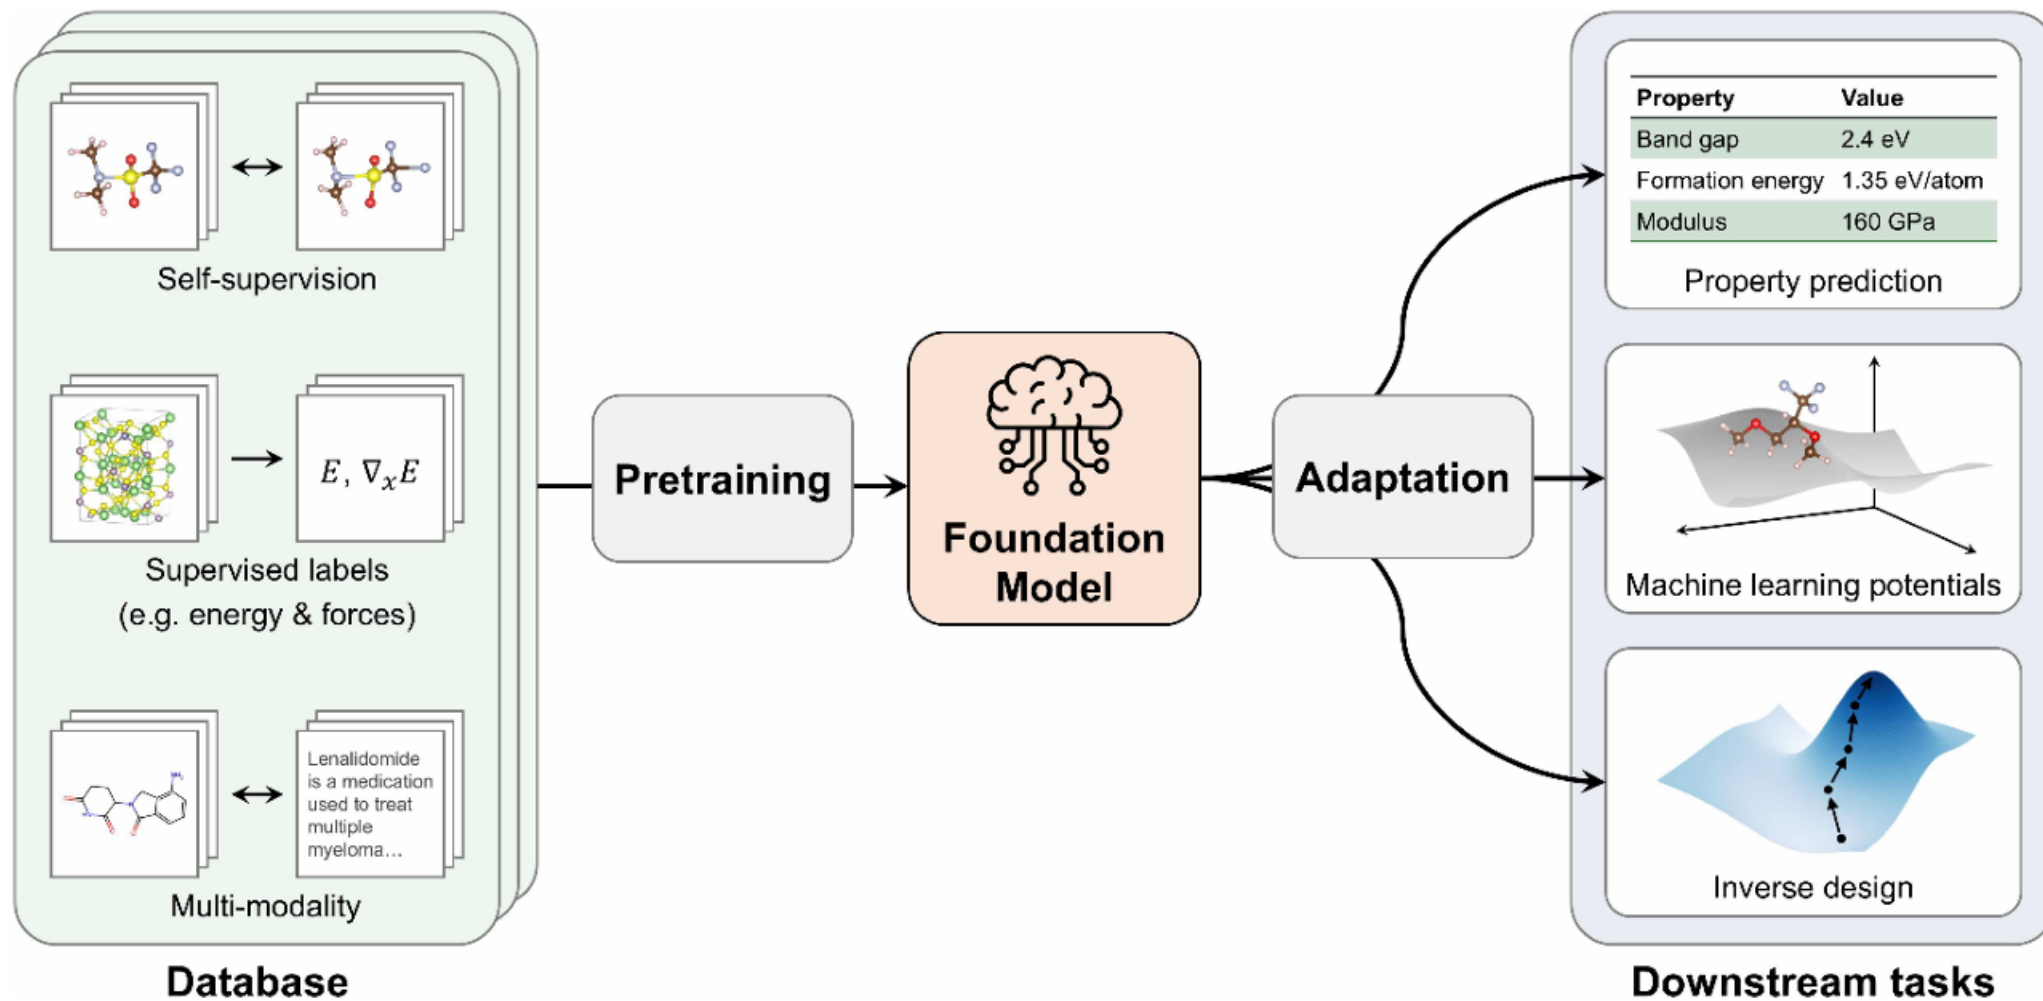 Self-supervision
E, ∇ₓE
Supervised labels
(e.g. energy & forces)
Lenalidomide
is a medication
used to treat
multiple
myeloma...
Multi-modality
Database
Pretraining
Foundation
Model
Adaptation
Property Value
Band gap 2.4 eV
Formation energy 1.35 eV/atom
Modulus 160 GPa
Property prediction
Machine learning potentials
Inverse design
Downstream tasks